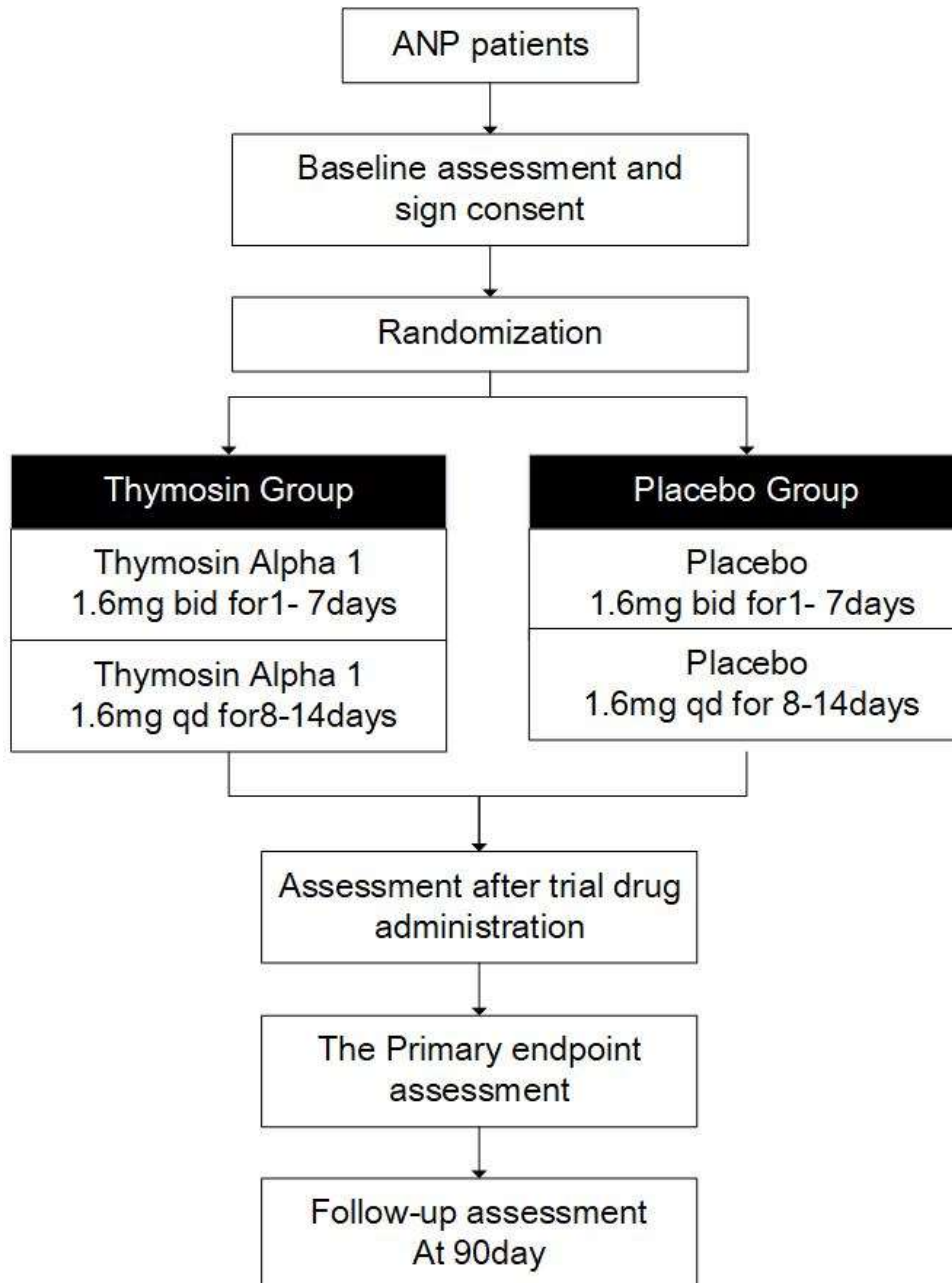 ANP patients
Baseline assessment and
sign consent
Randomization
Thymosin Group
Thymosin Alpha 1
1.6mg bid for1- 7days
Thymosin Alpha 1
1.6mg qd for8-14days
Placebo Group
Placebo
1.6mg bid for1- 7days
Placebo
1.6mg qd for 8-14days
Assessment after trial drug
administration
The Primary endpoint
assessment
Follow-up assessment
At 90day